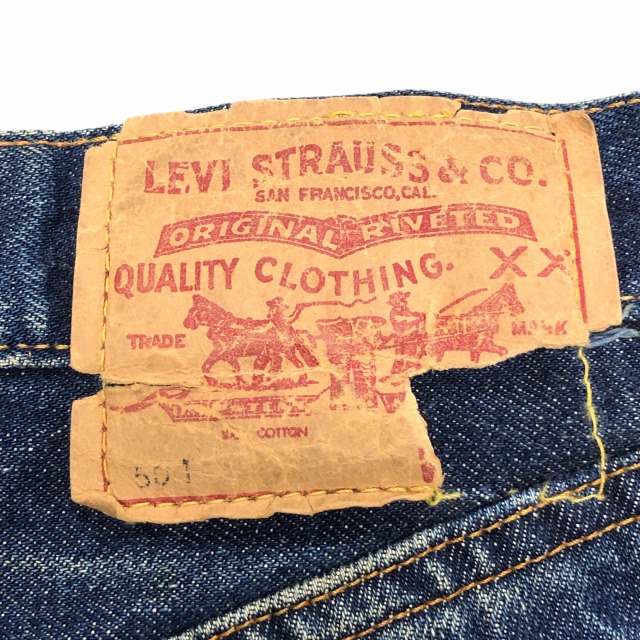 LEVI STRAUSS & CO.
SAN FRANCISCO, CAL.
ORIGINAL RIVETED
QUALITY CLOTHING. XX
TRADE MARK
COTTON
501